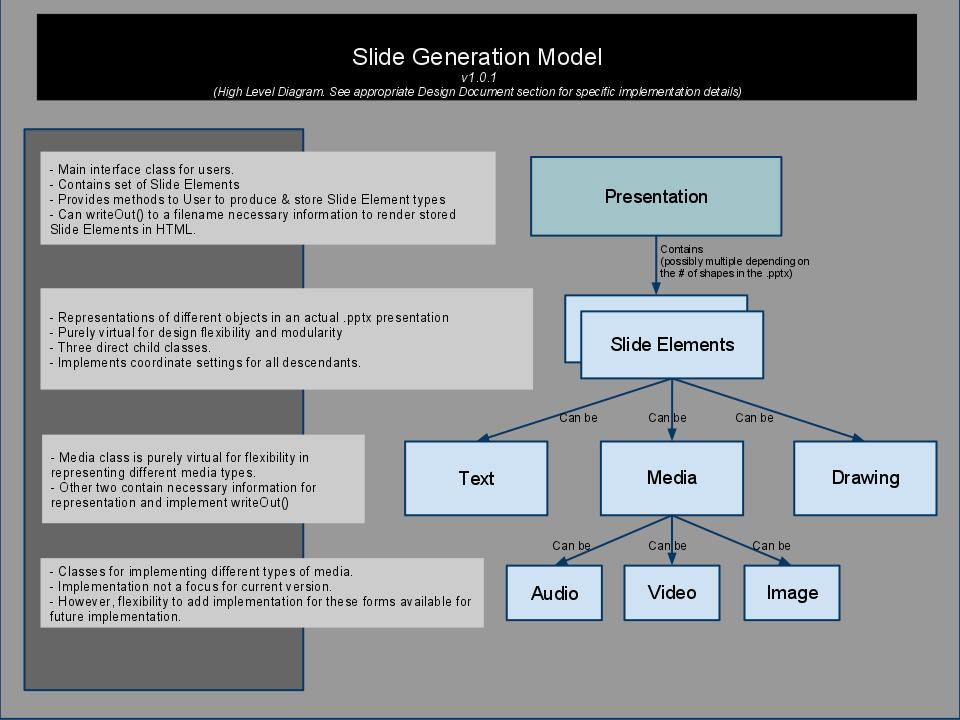 Slide Generation Model
v1.0.1
(High Level Diagram. See appropriate Design Document section for specific implementation details)
- Main interface class for users.
- Contains set of Slide Elements
- Provides methods to User to produce & store Slide Element types
- Can writeOut() to a filename necessary information to render stored
Slide Elements in HTML.
Presentation
Contains
(possibly multiple depending on
the # of shapes in the .pptx)
- Representations of different objects in an actual .pptx presentation
- Purely virtual for design flexibility and modularity
- Three direct child classes.
- Implements coordinate settings for all descendants.
Slide Elements
Can be
Can be
Can be
- Media class is purely virtual for flexibility in
representing different media types.
- Other two contain necessary information for
representation and implement writeOut()
Text
Media
Drawing
Can be
Can be
Can be
- Classes for implementing different types of media.
- Implementation not a focus for current version.
- However, flexibility to add implementation for these forms available for
future implementation.
Audio
Video
Image